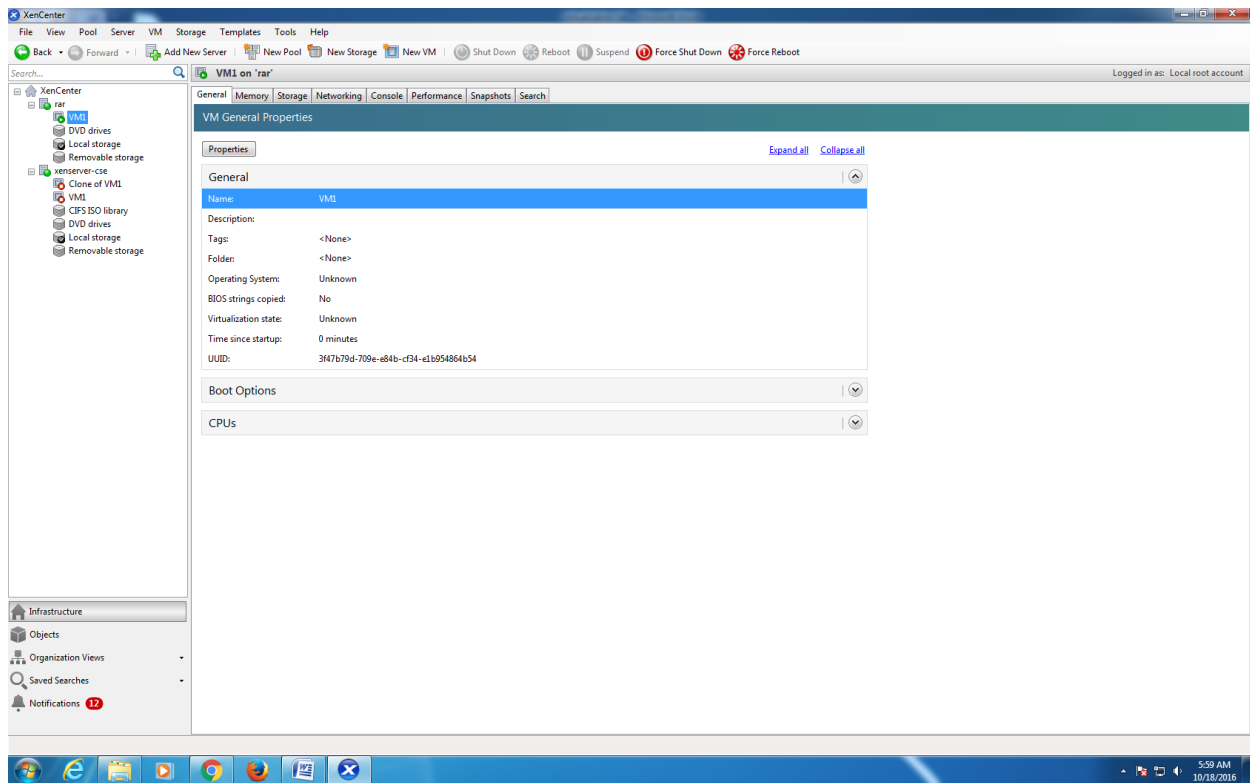 XenCenter
File View Pool Server VM Storage Templates Tools Help
Back Forward Add New Server New Pool New Storage New VM Shut Down Reboot Suspend Force Shut Down Force Reboot
Search...
VM1 on 'rar'
Logged in as: Local root account
XenCenter
rar
VM1
DVD drives
Local storage
Removable storage
xenserver-cse
Clone of VM1
VM1
CIFS ISO library
DVD drives
Local storage
Removable storage
Infrastructure
Objects
Organization Views
Saved Searches
Notifications 12
General Memory Storage Networking Console Performance Snapshots Search
VM General Properties
Properties
Expand all Collapse all
General
Name: VM1
Description:
Tags: <None>
Folder: <None>
Operating System: Unknown
BIOS strings copied: No
Virtualization state: Unknown
Time since startup: 0 minutes
UUID: 3f47b79d-709e-e84b-cf34-e1b954864b54
Boot Options
CPUs
5:59 AM
10/18/2016